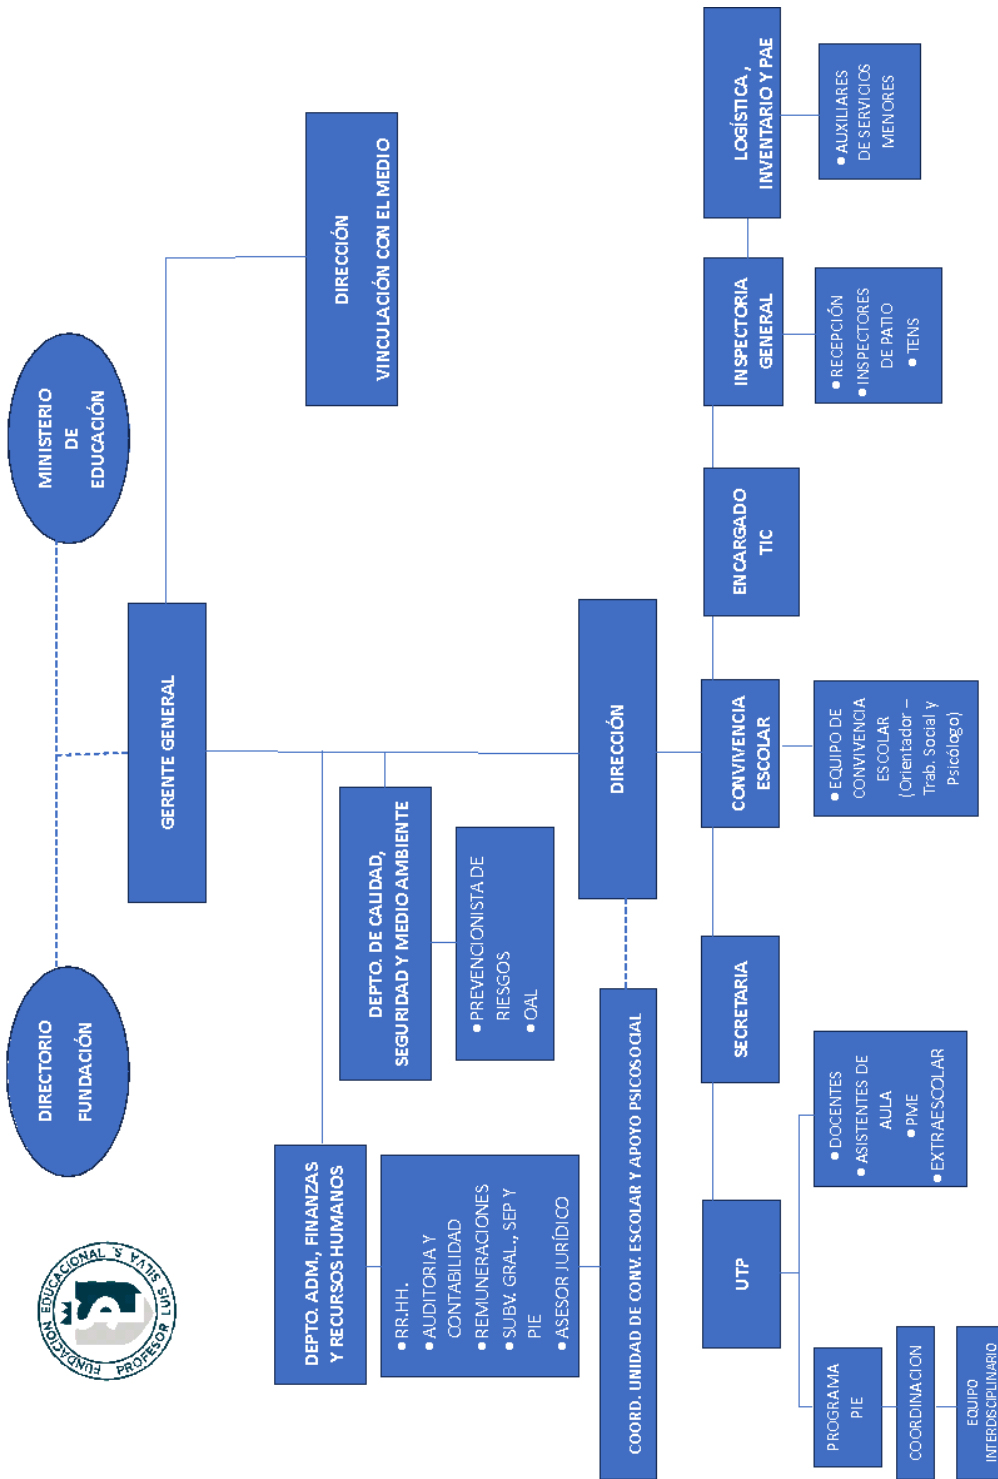 FUNDACION EDUCACIONAL S. SILVA
PROFESOR LUIS
DIRECTORIO
FUNDACIÓN
MINISTERIO
DE
EDUCACIÓN
GERENTE GENERAL
DIRECCIÓN
VINCULACIÓN CON EL MEDIO
DEPTO. ADM., FINANZAS
Y RECURSOS HUMANOS
• RR.HH.
• AUDITORIA Y
CONTABILIDAD
• REMUNERACIONES
• SUBV. GRAL., SEP Y
PIE
• ASESOR JURÍDICO
DEPTO. DE CALIDAD,
SEGURIDAD Y MEDIO AMBIENTE
• PREVENCIONISTA DE
RIESGOS
• OAL
COORD. UNIDAD DE CONV. ESCOLAR Y APOYO PSICOSOCIAL
DIRECCIÓN
UTP
SECRETARIA
CONVIVENCIA
ESCOLAR
ENCARGADO
TIC
INSPECTORIA
GENERAL
LOGÍSTICA ,
INVENTARIO Y PAE
PROGRAMA
PIE
COORDINACION
EQUIPO
INTERDISCIPLINARIO
• DOCENTES
• ASISTENTES DE
AULA
• PME
• EXTRAESCOLAR
• EQUIPO DE
CONVIVENCIA
ESCOLAR
(Orientador –
Trab. Social y
Psicólogo)
• RECEPCIÓN
• INSPECTORES
DE PATIO
• TENS
• AUXILIARES
DE SERVICIOS
MENORES